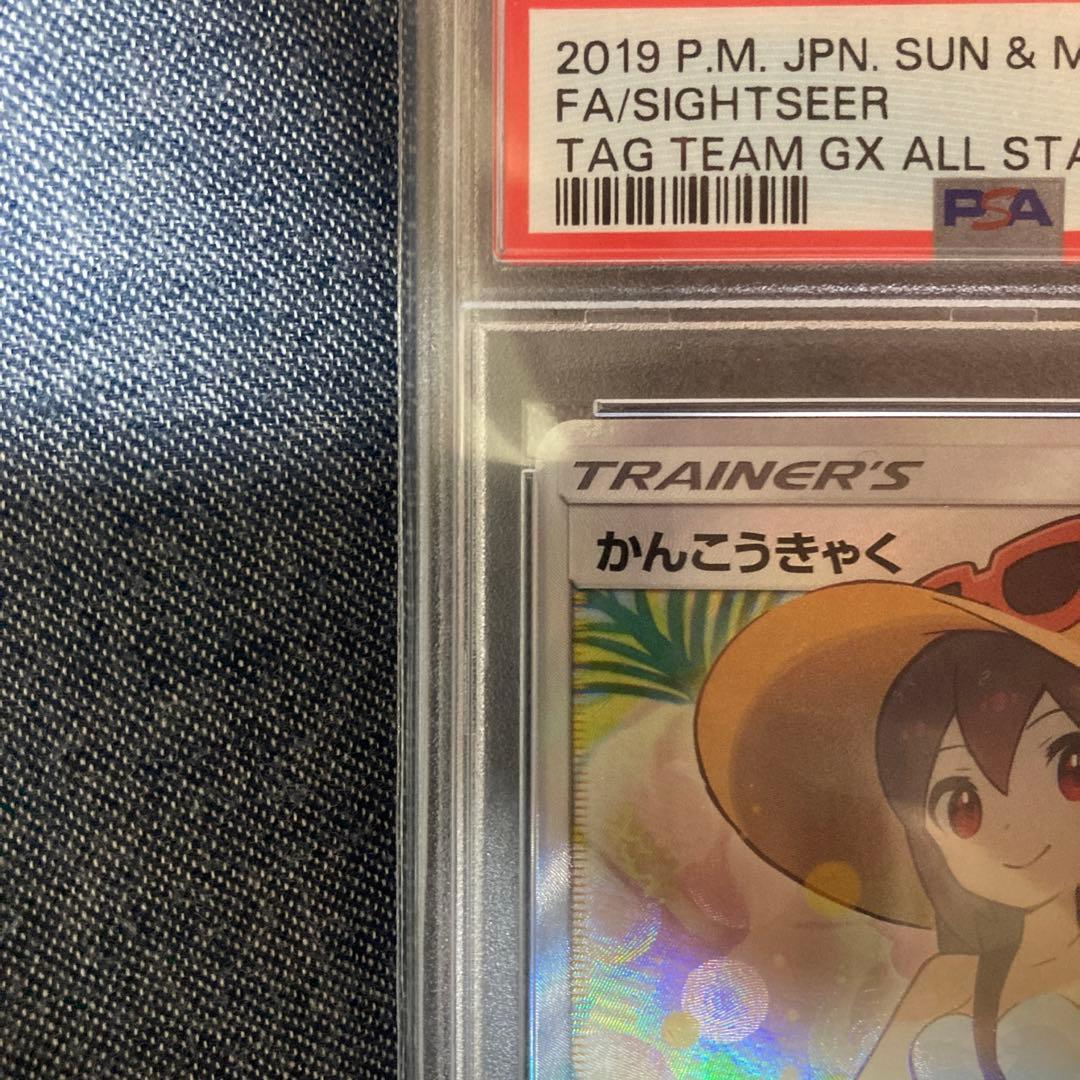 2019 P.M. JPN. SUN & M
FA/SIGHTSEER
TAG TEAM GX ALL STA
PSA
TRAINER'S
かんこうきゃく